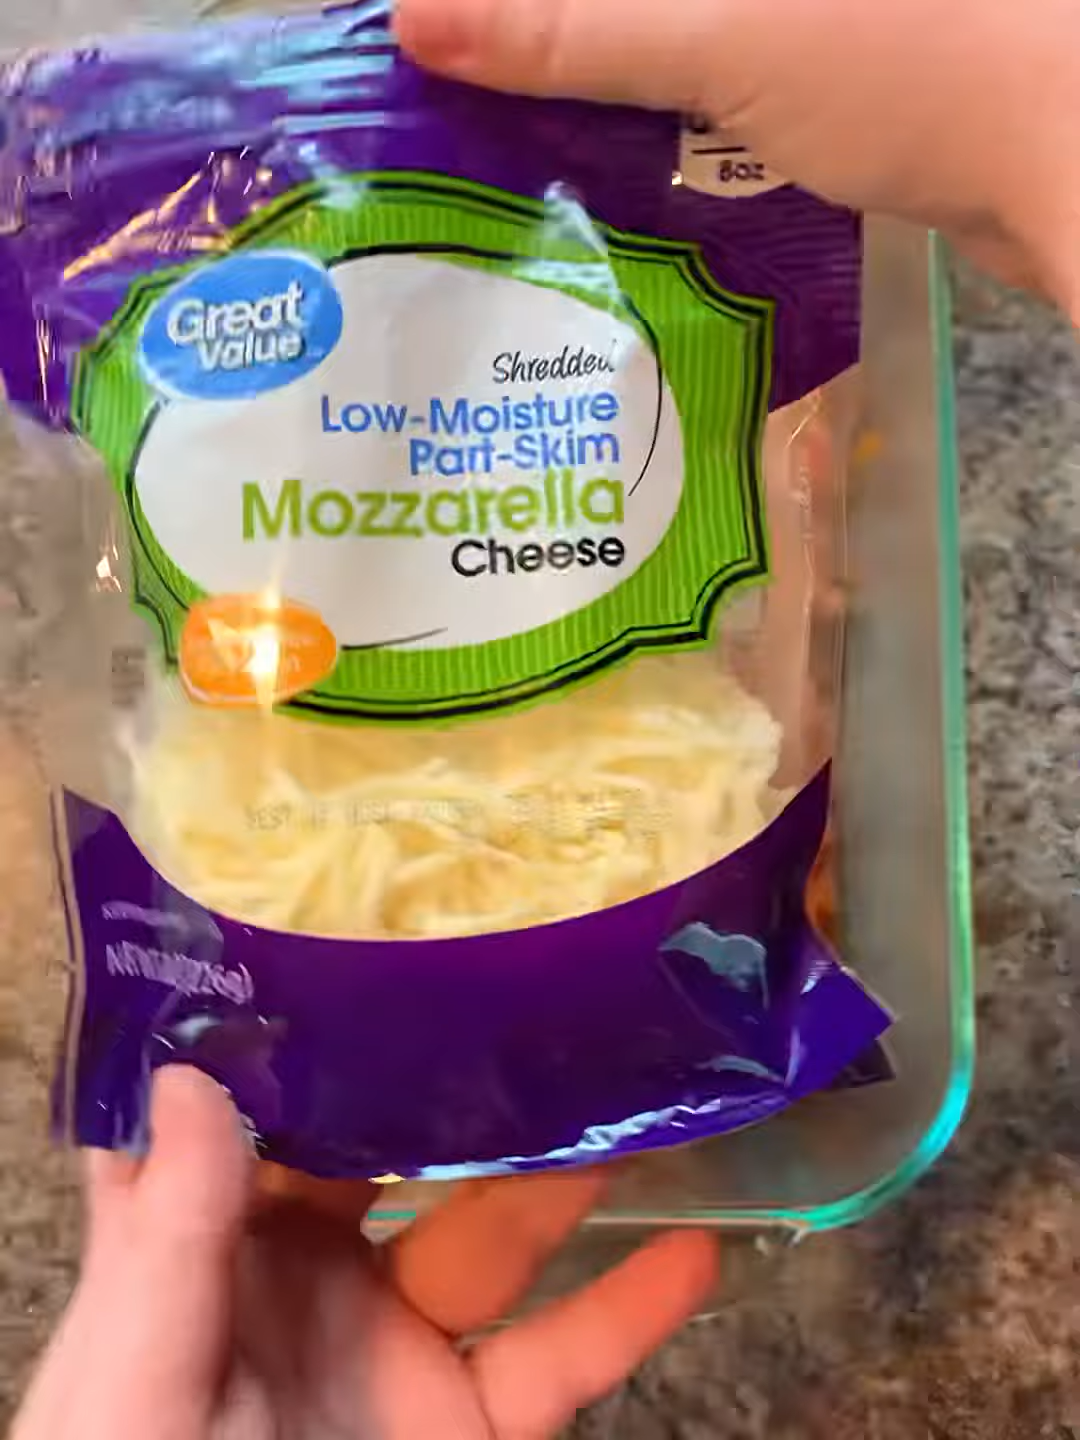 8oz
Great
Value
Shredded
Low-Moisture
Part-Skim
Mozzarella
Cheese